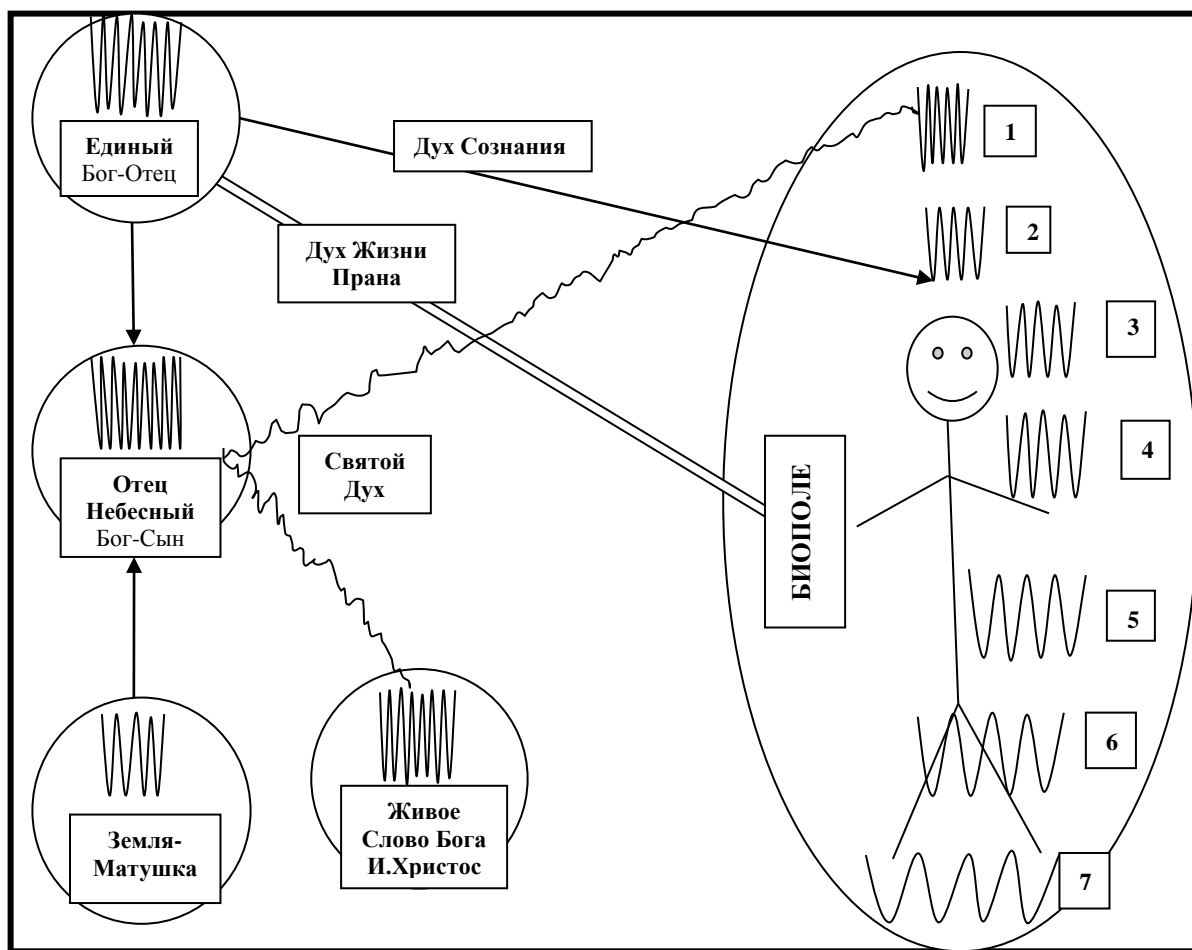 Единый
Бог-Отец
Дух Сознания
1
2
Дух Жизни
Прана
3
4
Отец
Небесный
Бог-Сын
Святой
Дух
БИОПОЛЕ
5
6
Земля-
Матушка
Живое
Слово Бога
И.Христос
7